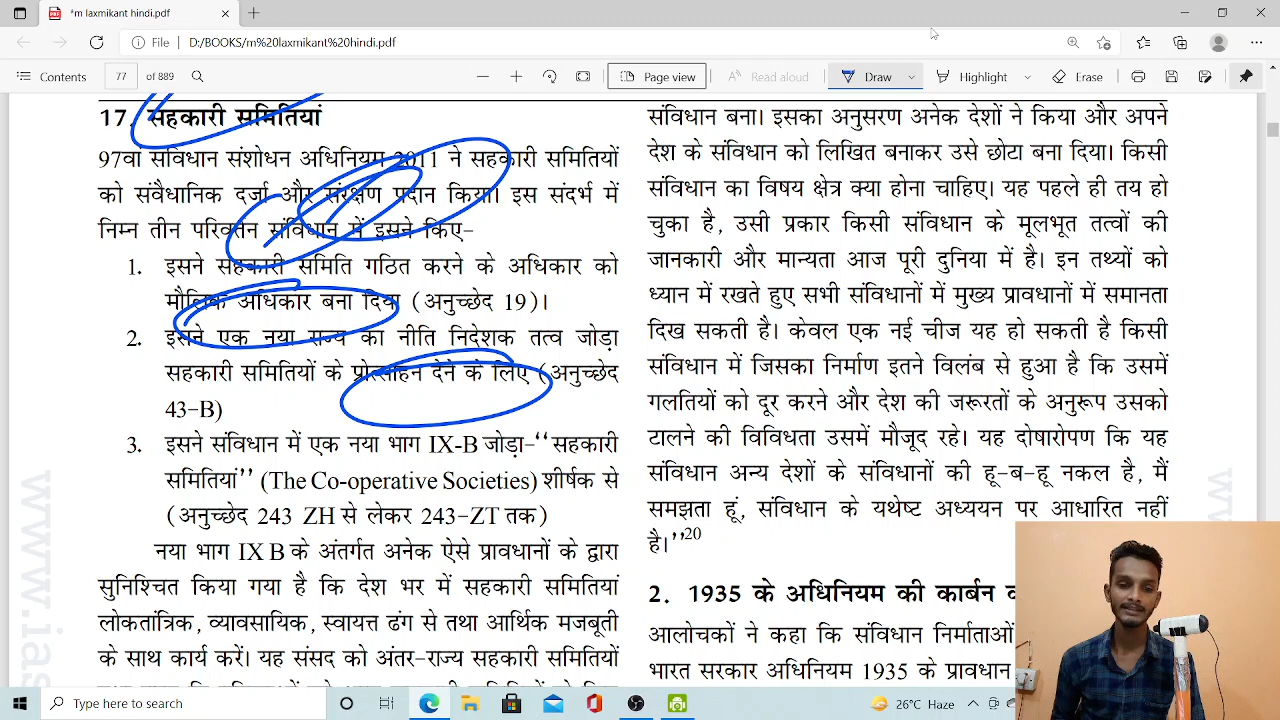 *m laxmikant hindi.pdf
File
D:/BOOKS/m%20laxmikant%20hindi.pdf
Contents
77
of 889
Page view
Read aloud
Draw
Highlight
Erase
17. सहकारी समितियां
97वां संविधान संशोधन अधिनियम 2011 ने सहकारी समितियों
को संवैधानिक दर्जा और संरक्षण प्रदान किया। इस संदर्भ में
निम्न तीन परिवर्तन संविधान में इसने किए-
1. इसने सहकारी समिति गठित करने के अधिकार को
मौलिक अधिकार बना दिया (अनुच्छेद 19)।
2. इसने एक नया राज्य का नीति निदेशक तत्व जोड़ा
सहकारी समितियों के प्रोत्साहन देने के लिए (अनुच्छेद
43-B)
3. इसने संविधान में एक नया भाग IX-B जोड़ा-‘‘सहकारी
समितियां’’ (The Co-operative Societies) शीर्षक से
(अनुच्छेद 243 ZH से लेकर 243-ZT तक)
नया भाग IX B के अंतर्गत अनेक ऐसे प्रावधानों के द्वारा
सुनिश्चित किया गया है कि देश भर में सहकारी समितियां
लोकतांत्रिक, व्यावसायिक, स्वायत्त ढंग से तथा आर्थिक मजबूती
के साथ कार्य करें। यह संसद को अंतर-राज्य सहकारी समितियों
संविधान बना। इसका अनुसरण अनेक देशों ने किया और अपने
देश के संविधान को लिखित बनाकर उसे छोटा बना दिया। किसी
संविधान का विषय क्षेत्र क्या होना चाहिए। यह पहले ही तय हो
चुका है, उसी प्रकार किसी संविधान के मूलभूत तत्वों की
जानकारी और मान्यता आज पूरी दुनिया में है। इन तथ्यों को
ध्यान में रखते हुए सभी संविधानों में मुख्य प्रावधानों में समानता
दिख सकती है। केवल एक नई चीज यह हो सकती है किसी
संविधान में जिसका निर्माण इतने विलंब से हुआ है कि उसमें
गलतियों को दूर करने और देश की जरूरतों के अनुरूप उसको
टालने की विविधता उसमें मौजूद रहे। यह दोषारोपण कि यह
संविधान अन्य देशों के संविधानों की हू-ब-हू नकल है, मैं
समझता हूं, संविधान के यथेष्ट अध्ययन पर आधारित नहीं
है।’’20
2. 1935 के अधिनियम की कार्बन
आलोचकों ने कहा कि संविधान निर्माताओं
भारत सरकार अधिनियम 1935 के प्रावधान
www.ias
Type here to search
26°C Haze